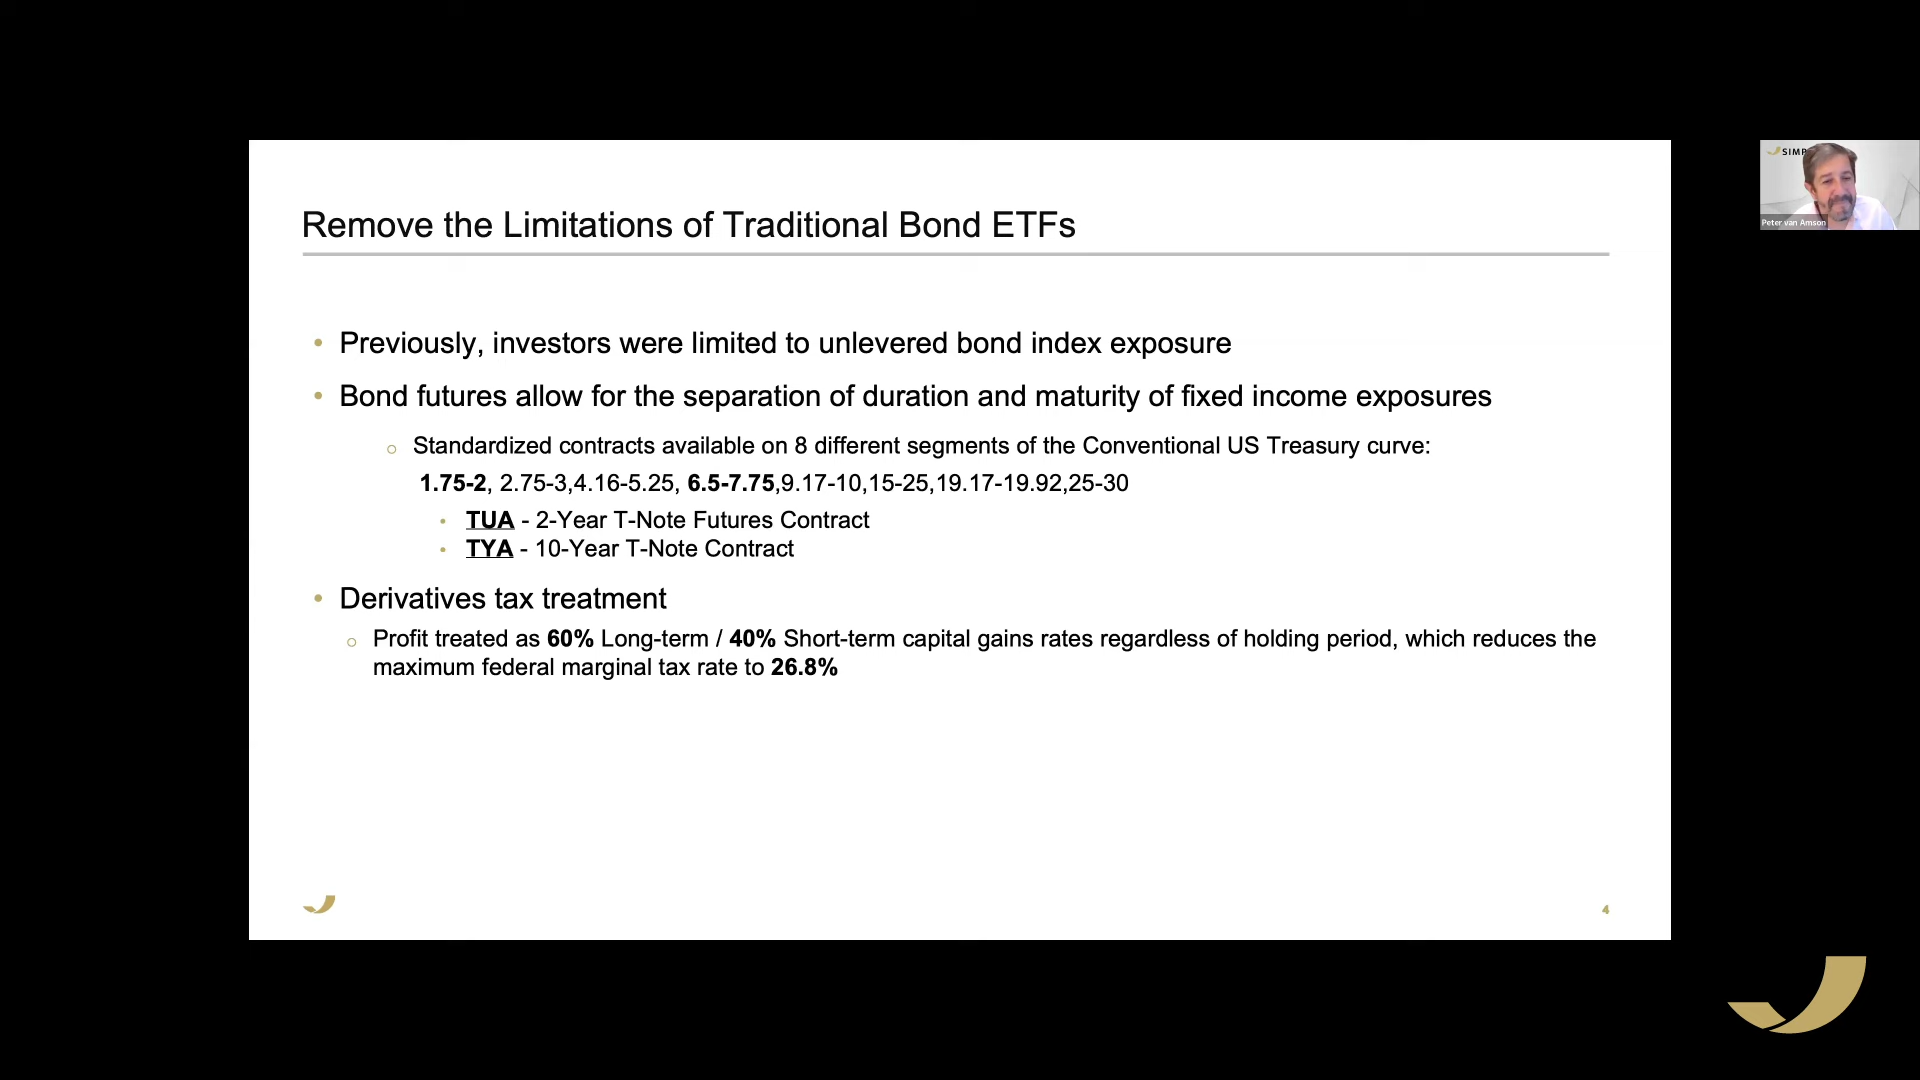 Remove the Limitations of Traditional Bond ETFs
SIMP
Peter van Amson
Previously, investors were limited to unlevered bond index exposure
Bond futures allow for the separation of duration and maturity of fixed income exposures
Standardized contracts available on 8 different segments of the Conventional US Treasury curve:
1.75-2, 2.75-3,4.16-5.25, 6.5-7.75,9.17-10,15-25,19.17-19.92,25-30
TUA - 2-Year T-Note Futures Contract
TYA - 10-Year T-Note Contract
Derivatives tax treatment
Profit treated as 60% Long-term / 40% Short-term capital gains rates regardless of holding period, which reduces the
maximum federal marginal tax rate to 26.8%
4